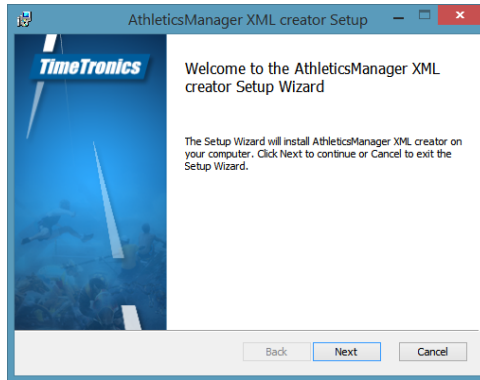 AthleticsManager XML creator Setup
TimeTronics
Welcome to the AthleticsManager XML
creator Setup Wizard
The Setup Wizard will install AthleticsManager XML creator on
your computer. Click Next to continue or Cancel to exit the
Setup Wizard.
Back
Next
Cancel